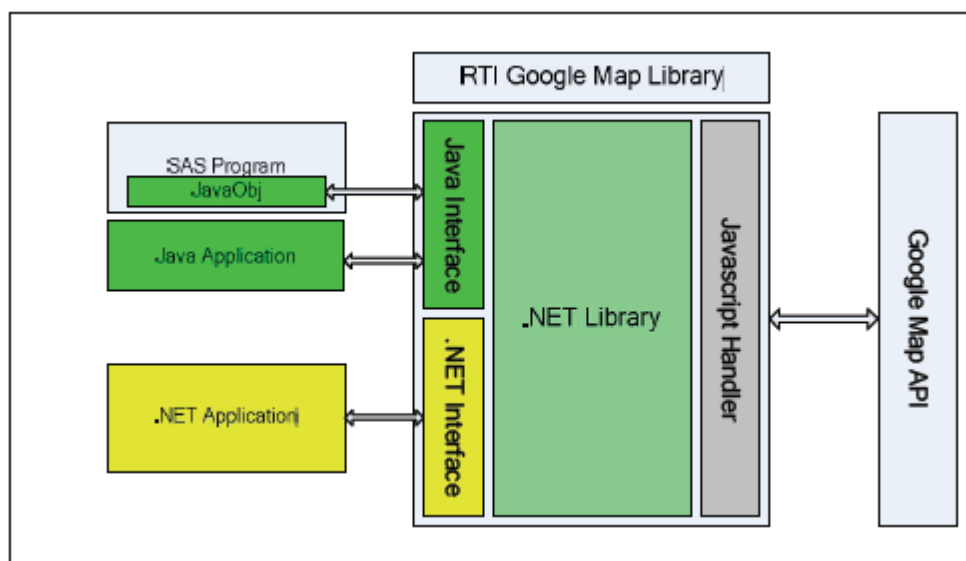 RTI Google Map Library
SAS Program
JavaObj
Java Application
.NET Application
Java Interface
.NET Interface
.NET Library
Javascript Handler
Google Map API